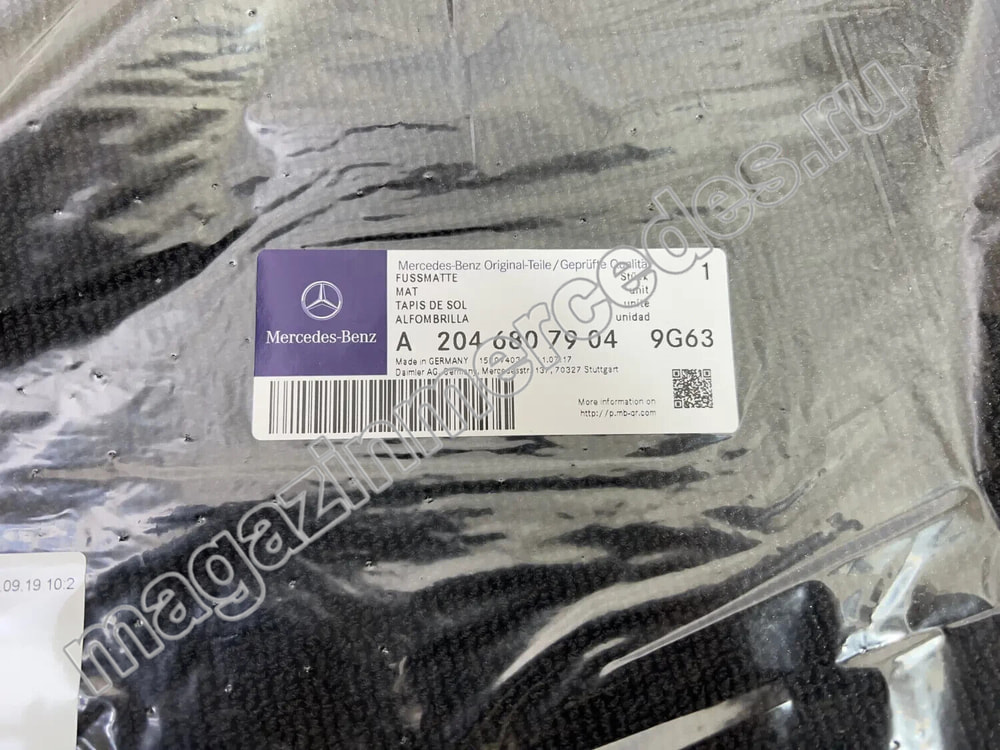 Mercedes-Benz Original-Teile/Geprüfte Qualität
FUSSMATTE Stück 1
MAT unit
TAPIS DE SOL unite
ALFOMBRILLA unidad
Mercedes-Benz
A 204 680 79 04 9G63
Made in GERMANY
Daimler AG, Germany, Mercedesstr. 137, 70327 Stuttgart
More information on
http://p.mb-qr.com
.09.19 10:2
magazinmercedes.ru